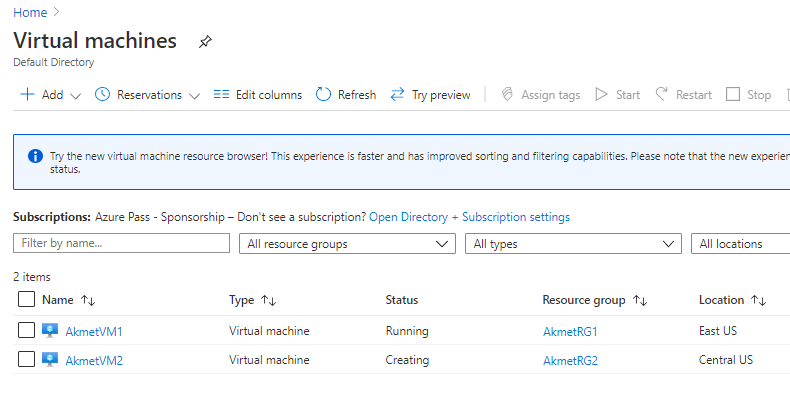 Home >
Virtual machines
Default Directory
Add Reservations Edit columns Refresh Try preview Assign tags Start Restart Stop
Try the new virtual machine resource browser! This experience is faster and has improved sorting and filtering capabilities. Please note that the new experien
status.
Subscriptions: Azure Pass - Sponsorship – Don't see a subscription? Open Directory + Subscription settings
Filter by name... All resource groups All types All locations
2 items
Name Type Status Resource group Location
AkmetVM1 Virtual machine Running AkmetRG1 East US
AkmetVM2 Virtual machine Creating AkmetRG2 Central US